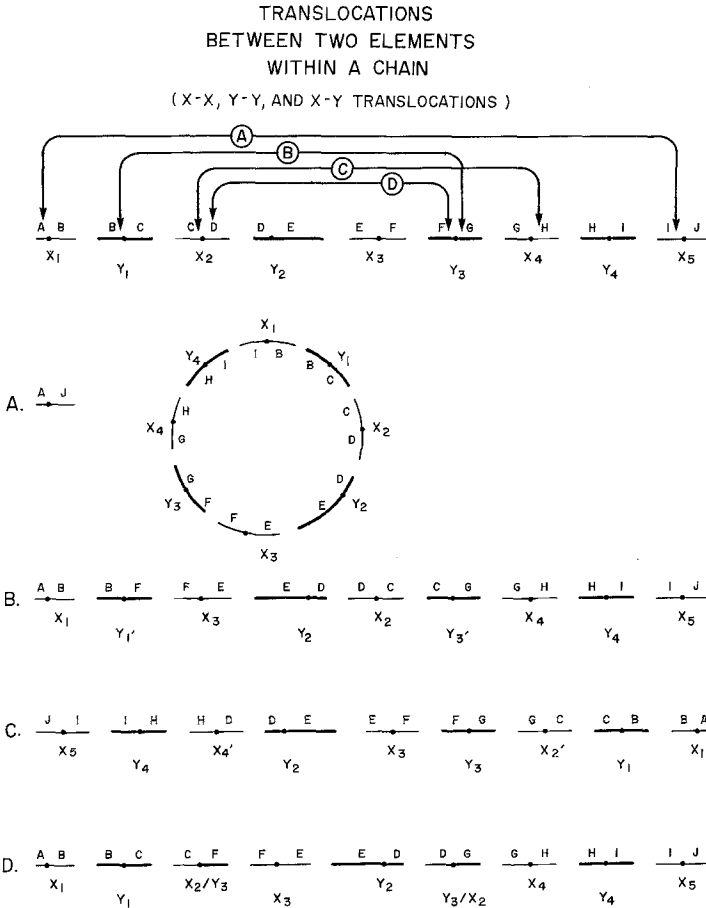 TRANSLOCATIONS
BETWEEN TWO ELEMENTS
WITHIN A CHAIN
( X-X, Y-Y, AND X-Y TRANSLOCATIONS )
A
B
C
D
A B B C C D D E E F F G G H H I I J
X1 Y1 X2 Y2 X3 Y3 X4 Y4 X5
A. A J
X1
I B
Y4 Y1
H I B C
X4 H G C D X2
Y3 G F D E Y2
F E
X3
B. A B B F F E E D D C C G G H H I I J
X1 Y1' X3 Y2 X2 Y3' X4 Y4 X5
C. J I I H H D D E E F F G G C C B B A
X5 Y4 X4' Y2 X3 Y3 X2' Y1 X1
D. A B B C C F F E E D D G G H H I I J
X1 Y1 X2/Y3 X3 Y2 Y3/X2 X4 Y4 X5